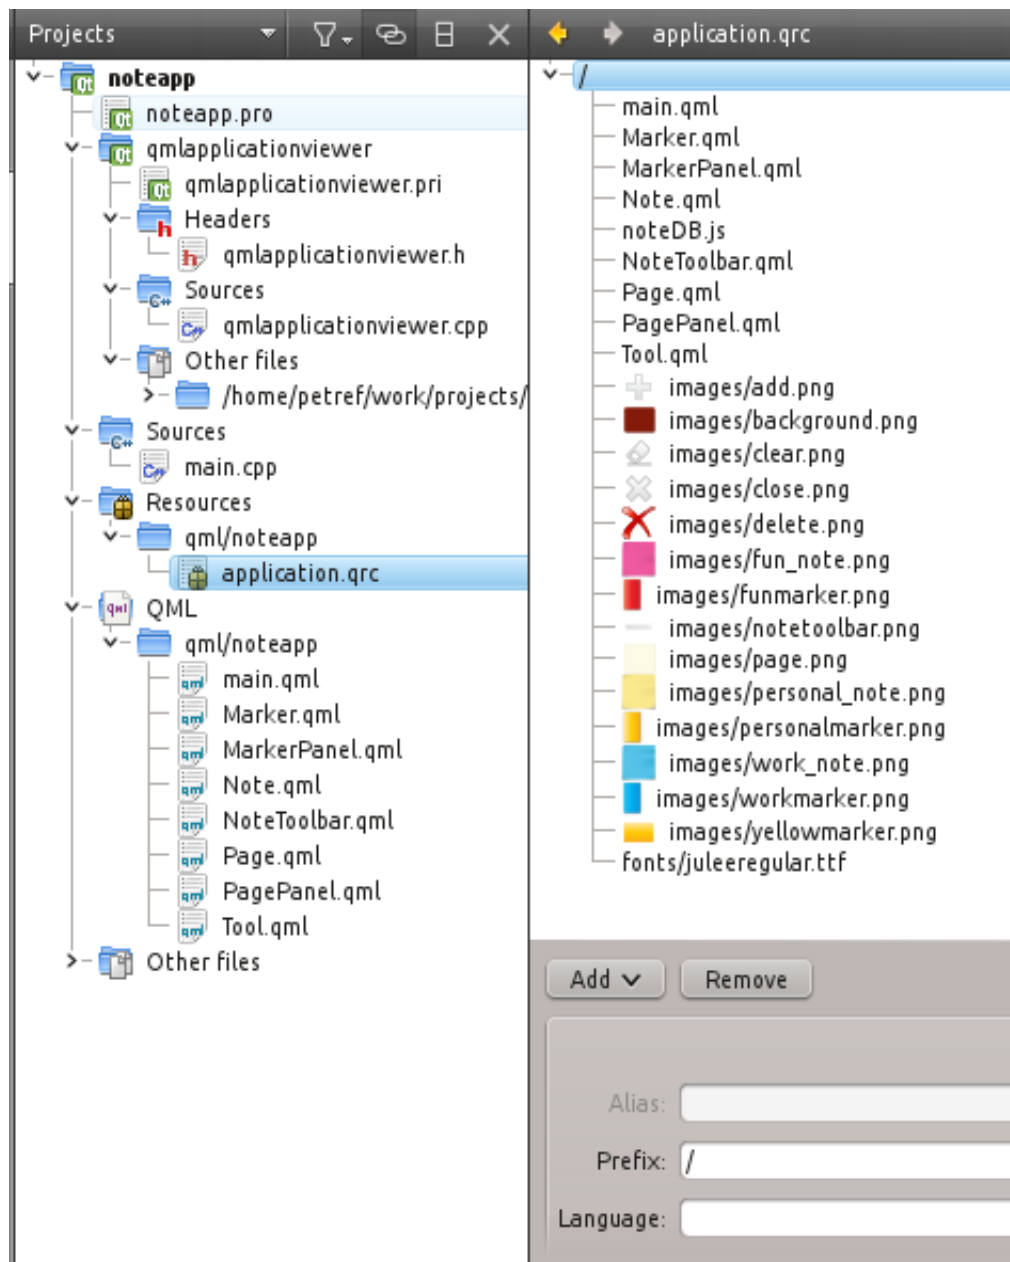 Projects
noteapp
noteapp.pro
qmlapplicationviewer
qmlapplicationviewer.pri
Headers
qmlapplicationviewer.h
Sources
qmlapplicationviewer.cpp
Other files
/home/petref/work/projects/
Sources
main.cpp
Resources
qml/noteapp
application.qrc
QML
qml/noteapp
main.qml
Marker.qml
MarkerPanel.qml
Note.qml
NoteToolbar.qml
Page.qml
PagePanel.qml
Tool.qml
Other files
application.qrc
/
main.qml
Marker.qml
MarkerPanel.qml
Note.qml
noteDB.js
NoteToolbar.qml
Page.qml
PagePanel.qml
Tool.qml
images/add.png
images/background.png
images/clear.png
images/close.png
images/delete.png
images/fun_note.png
images/funmarker.png
images/notetoolbar.png
images/page.png
images/personal_note.png
images/personalmarker.png
images/work_note.png
images/workmarker.png
images/yellowmarker.png
fonts/juleeregular.ttf
Add Remove
Alias:
Prefix: /
Language: